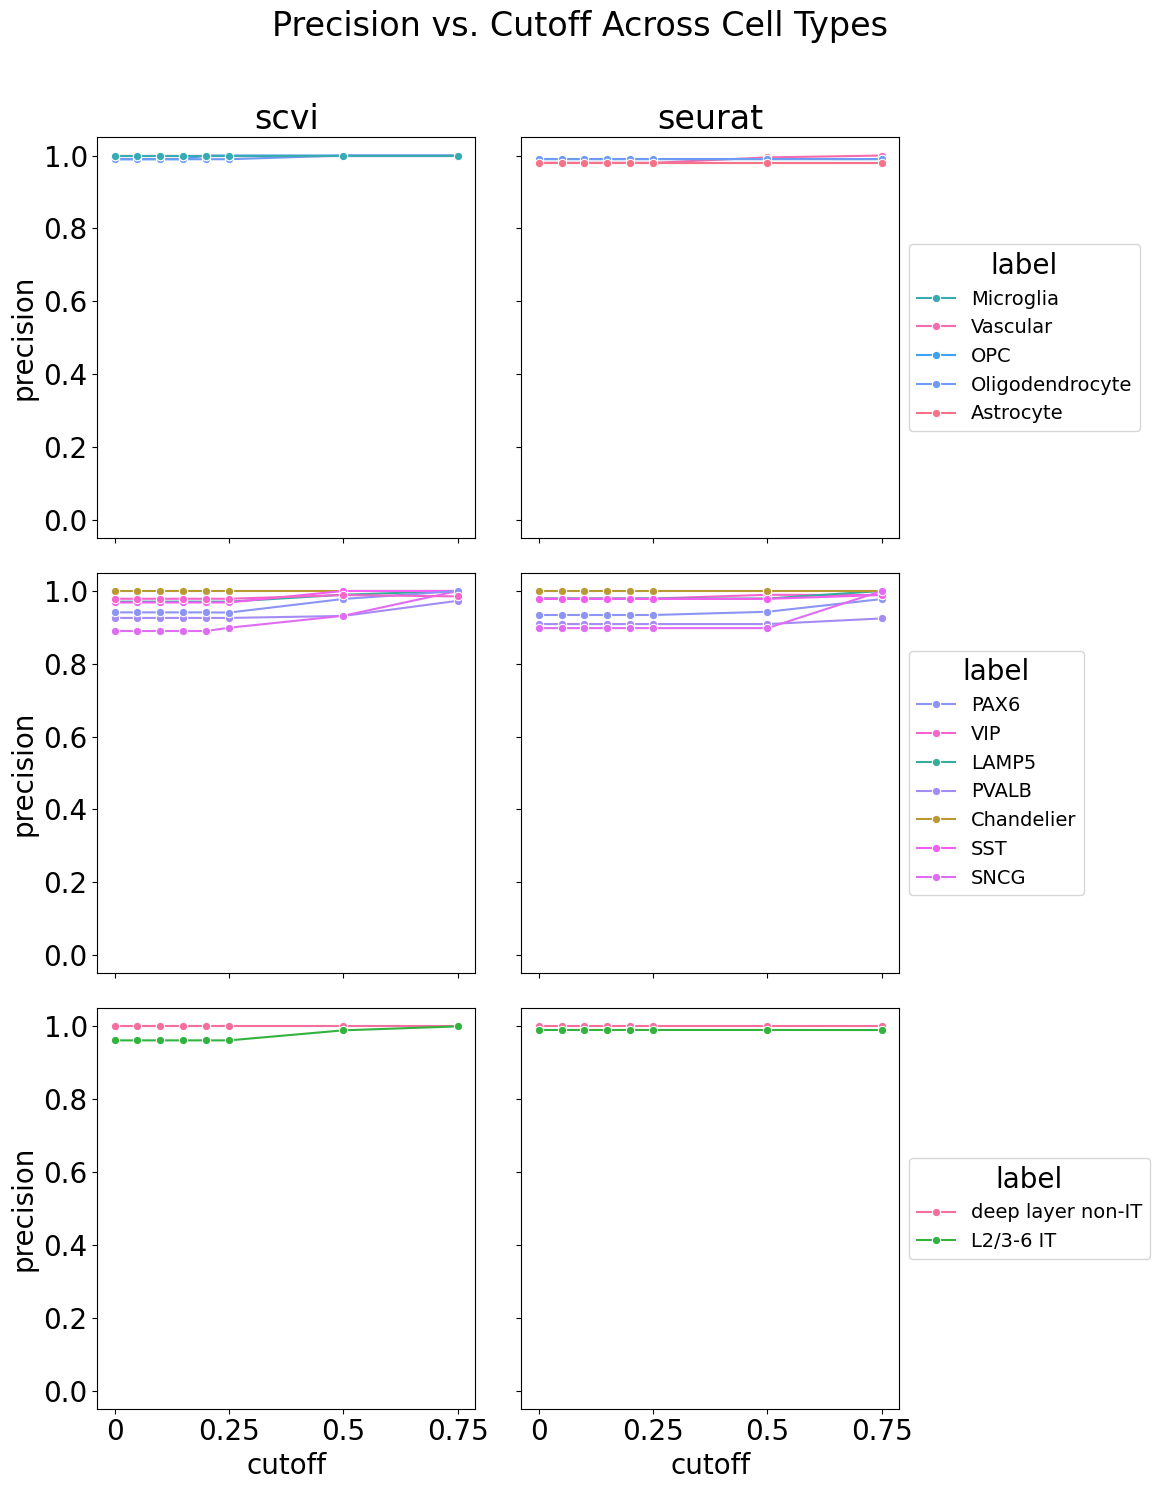 Precision vs. Cutoff Across Cell Types
scvi
seurat
1.0
0.8
0.6
0.4
0.2
0.0
precision
label
Microglia
Vascular
OPC
Oligodendrocyte
Astrocyte
1.0
0.8
0.6
0.4
0.2
0.0
precision
label
PAX6
VIP
LAMP5
PVALB
Chandelier
SST
SNCG
1.0
0.8
0.6
0.4
0.2
0.0
precision
label
deep layer non-IT
L2/3-6 IT
0 0.25 0.5 0.75
cutoff
0 0.25 0.5 0.75
cutoff